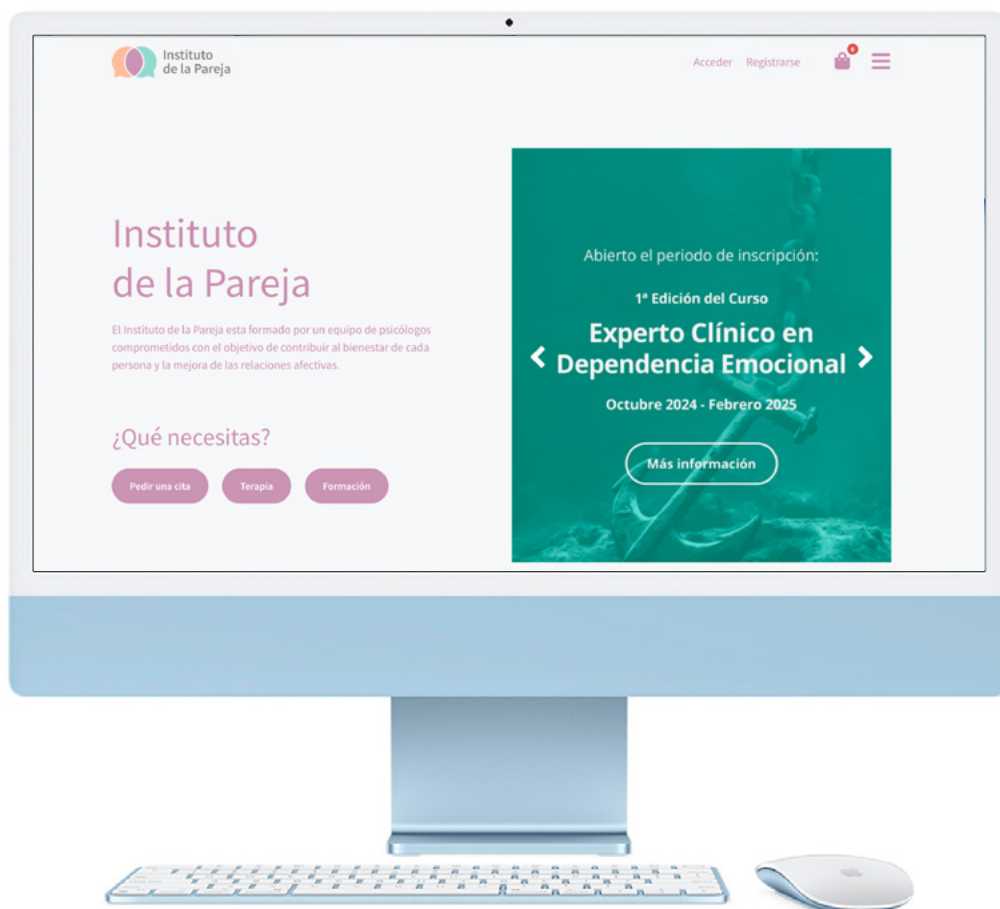 Instituto
de la Pareja
Acceder Registrarse
0
Instituto
de la Pareja
El Instituto de la Pareja esta formado por un equipo de psicólogos
comprometidos con el objetivo de contribuir al bienestar de cada
persona y la mejora de las relaciones afectivas.
¿Qué necesitas?
Pedir una cita Terapia Formación
Abierto el periodo de inscripción:
1ª Edición del Curso
Experto Clínico en
Dependencia Emocional
Octubre 2024 - Febrero 2025
Más información